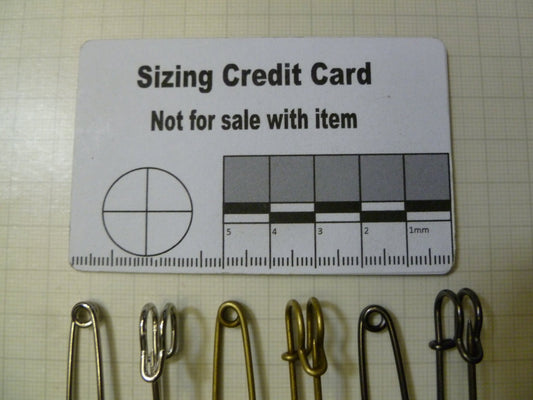 Sizing Credit Card
Not for sale with item
5 4 3 2 1mm